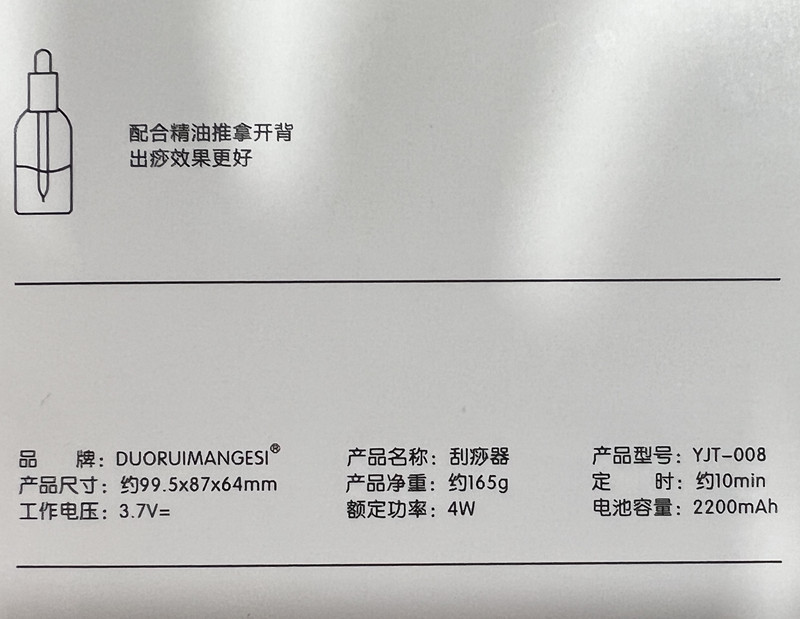 配合精油推拿开背
出痧效果更好
品 牌：DUORUIMANGESI® 产品名称：刮痧器 产品型号：YJT-008
产品尺寸：约99.5x87x64mm 产品净重：约165g 定 时：约10min
工作电压：3.7V= 额定功率：4W 电池容量：2200mAh